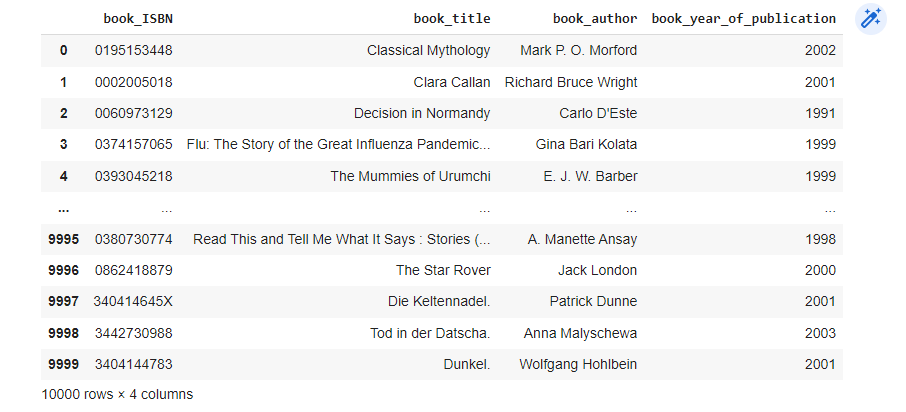 book_ISBN book_title book_author book_year_of_publication
0 0195153448 Classical Mythology Mark P. O. Morford 2002
1 0002005018 Clara Callan Richard Bruce Wright 2001
2 0060973129 Decision in Normandy Carlo D'Este 1991
3 0374157065 Flu: The Story of the Great Influenza Pandemic... Gina Bari Kolata 1999
4 0393045218 The Mummies of Urumchi E. J. W. Barber 1999
... ... ... ... ...
9995 0380730774 Read This and Tell Me What It Says : Stories (... A. Manette Ansay 1998
9996 0862418879 The Star Rover Jack London 2000
9997 340414645X Die Keltennadel. Patrick Dunne 2001
9998 3442730988 Tod in der Datscha. Anna Malyschewa 2003
9999 3404144783 Dunkel. Wolfgang Hohlbein 2001
10000 rows × 4 columns